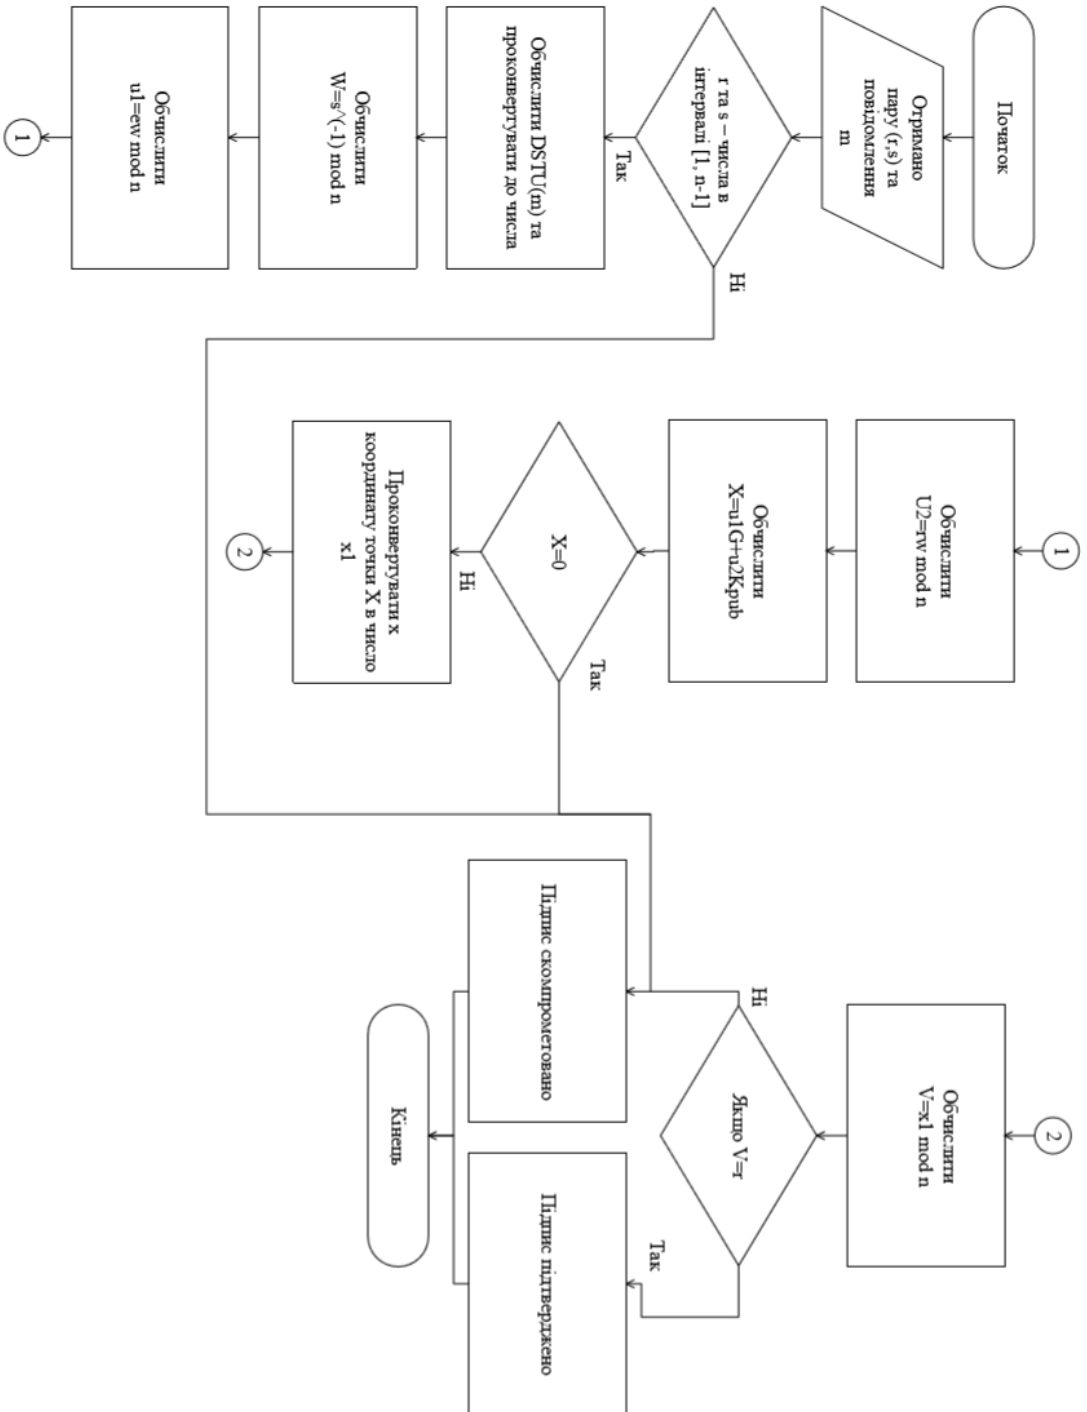 Початок
Отримано
пару (r,s) та
повідомлення
m
r та s – числа в
інтервалі [1, n-1]
Ні
Так
Обчислити DSTU(m) та
проконвертувати до числа
Обчислити
W=s^(-1) mod n
Обчислити
u1=ew mod n
1
1
Обчислити
U2=rw mod n
Обчислити
X=u1G+u2Kpub
X=0
Так
Ні
Проконвертувати x
координату точки X в число
x1
2
2
Обчислити
V=x1 mod n
Якщо V=r
Ні
Так
Підпис скомпрометовано
Підпис підтверджено
Кінець